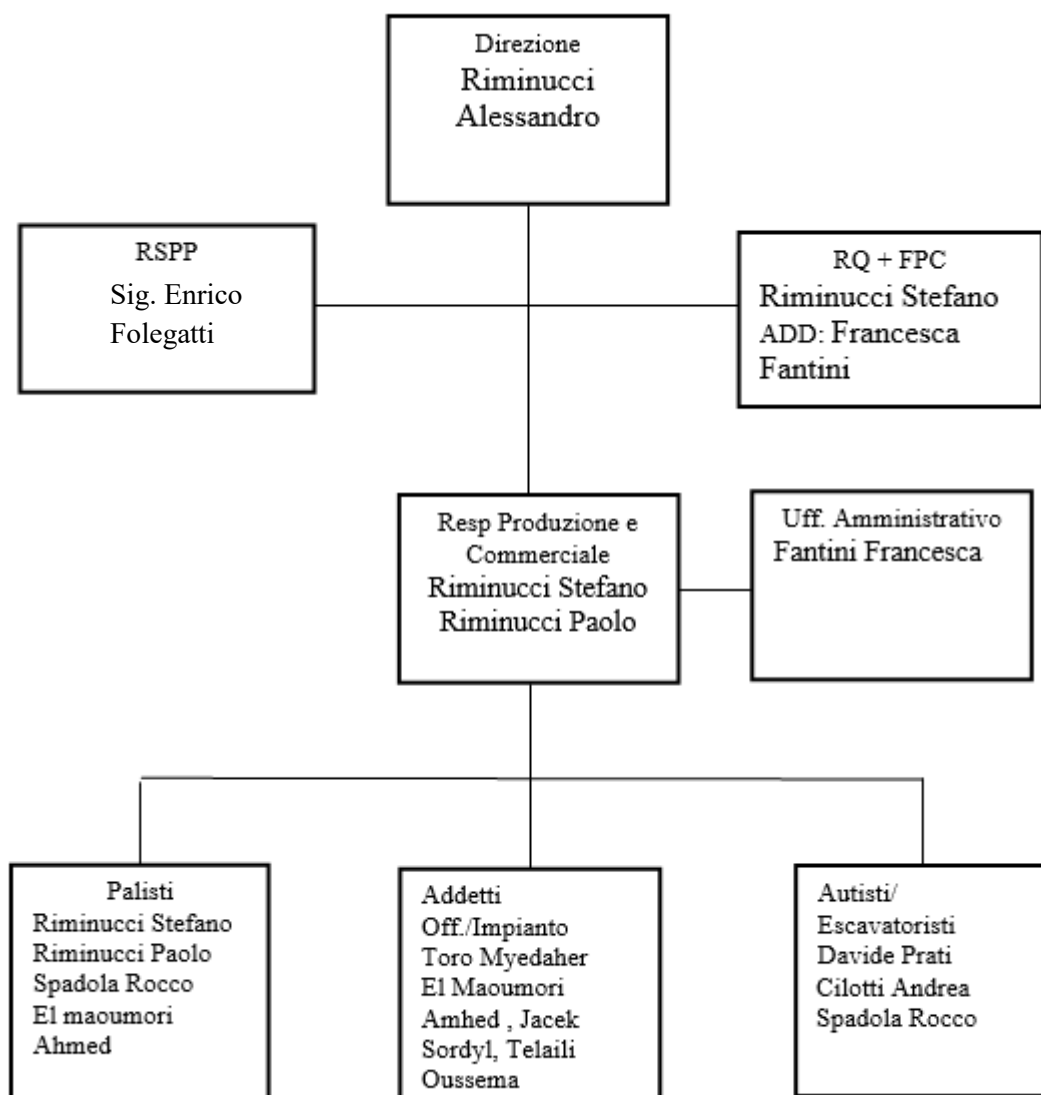 Direzione
Riminucci
Alessandro
RSPP
Sig. Enrico
Folegatti
RQ + FPC
Riminucci Stefano
ADD: Francesca
Fantini
Resp Produzione e
Commerciale
Riminucci Stefano
Riminucci Paolo
Uff. Amministrativo
Fantini Francesca
Palisti
Riminucci Stefano
Riminucci Paolo
Spadola Rocco
El maoumori
Ahmed
Addetti
Off./Impianto
Toro Myedaher
El Maoumori
Amhed , Jacek
Sordyl, Telaili
Oussema
Autisti/
Escavatoristi
Davide Prati
Cilotti Andrea
Spadola Rocco